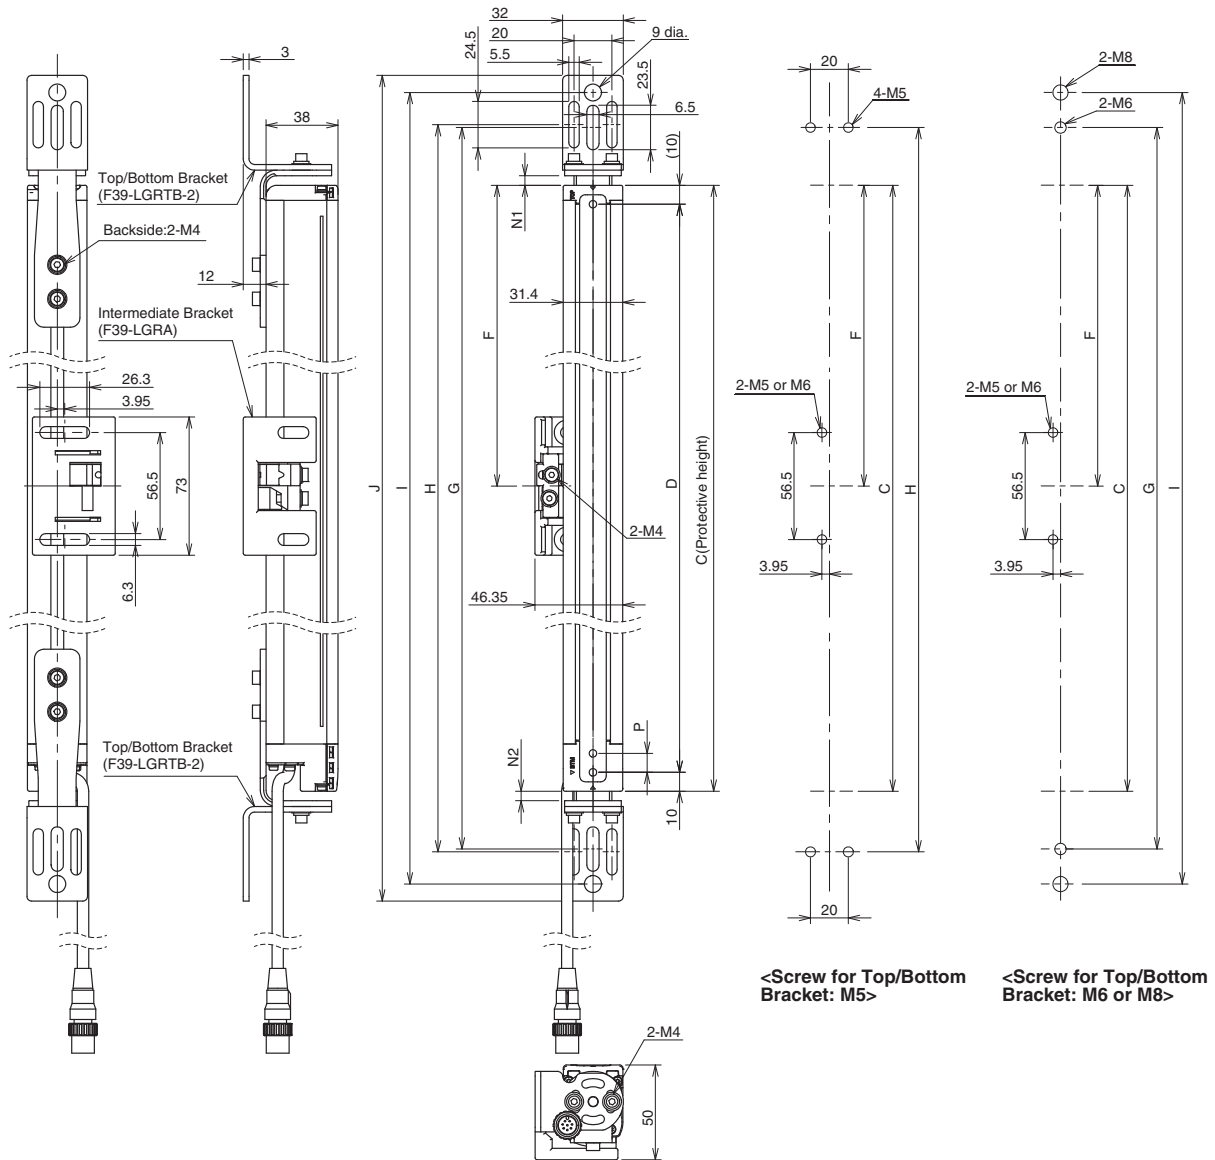 32
20
5.5
24.5
9 dia.
23.5
6.5
(10)
3
38
Top/Bottom Bracket
(F39-LGRTB-2)
Backside:2-M4
12
Intermediate Bracket
(F39-LGRA)
26.3
3.95
56.5
73
6.3
Top/Bottom Bracket
(F39-LGRTB-2)
J
I
H
G
F
N1
31.4
D
C(Protective height)
2-M4
46.35
P
N2
10
TOP
20
4-M5
F
2-M5 or M6
56.5
C
H
3.95
20
<Screw for Top/Bottom
Bracket: M5>
2-M8
2-M6
F
2-M5 or M6
56.5
C
G
I
3.95
<Screw for Top/Bottom
Bracket: M6 or M8>
2-M4
50